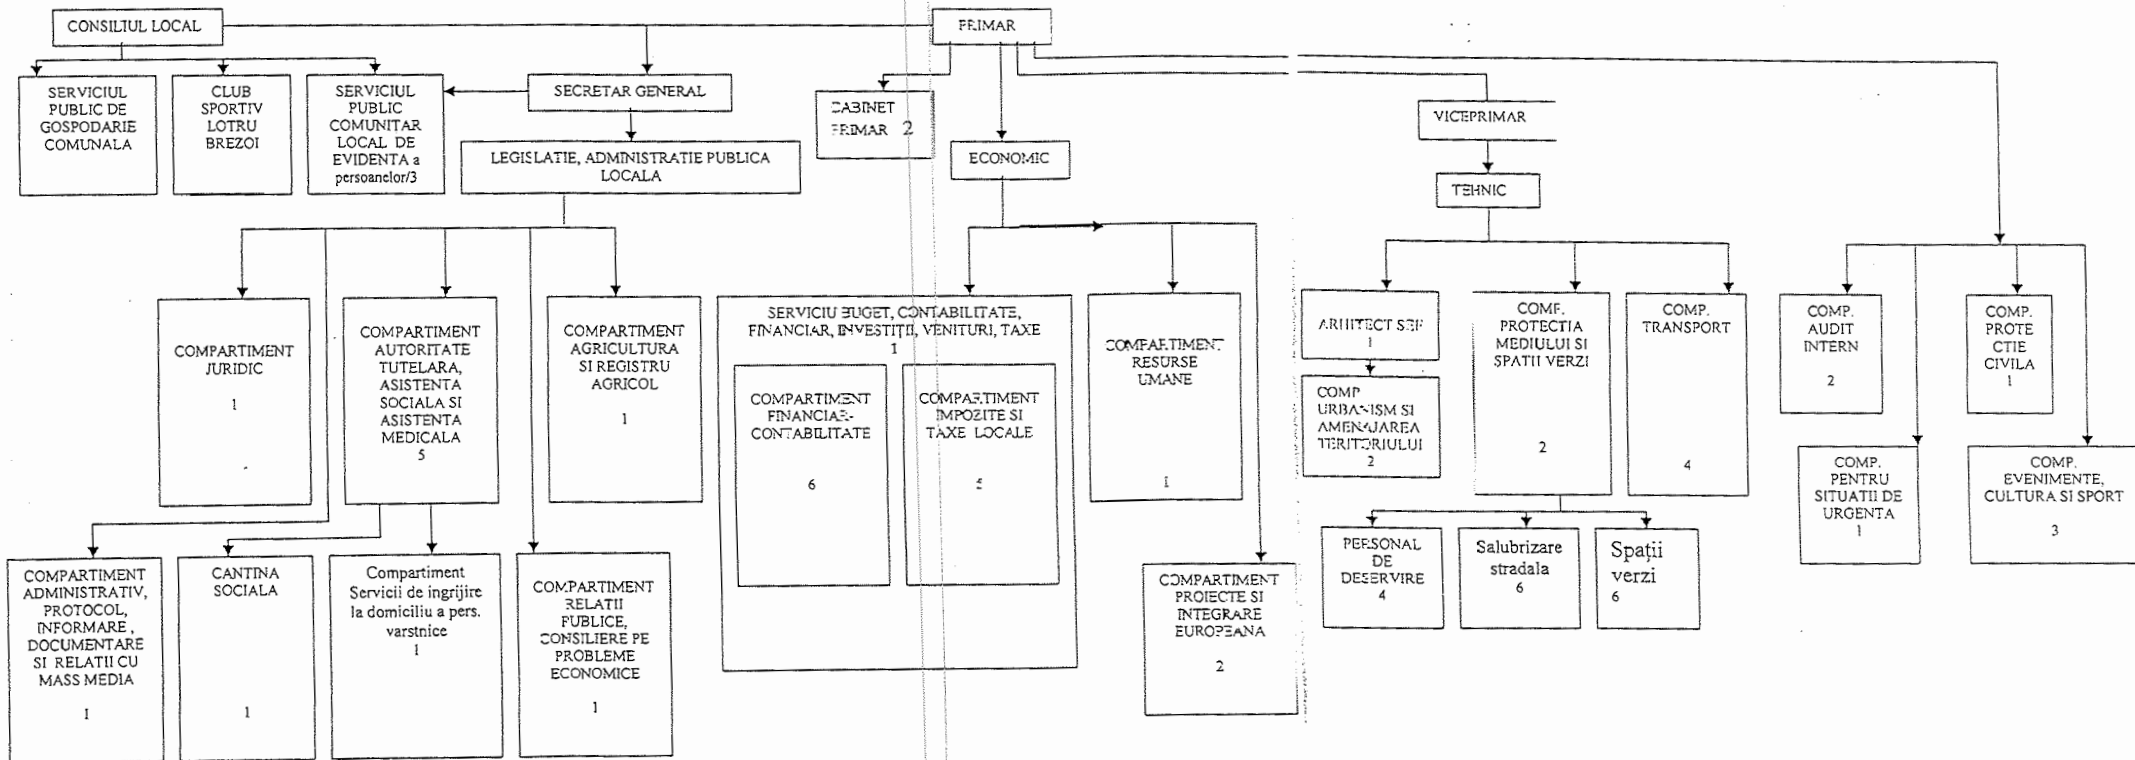 CONSILIUL LOCAL
PRIMAR
SERVICIUL
PUBLIC DE
GOSPODARIE
COMUNALA
CLUB
SPORTIV
LOTRU
BREZOI
SERVICIUL
PUBLIC
COMUNITAR
LOCAL DE
EVIDENTA a
persoanelor/3
SECRETAR GENERAL
LEGISLATIE, ADMINISTRATIE PUBLICA
LOCALA
CABINET
PRIMAR 2
ECONOMIC
VICEPRIMAR
TEHNIC
COMPARTIMENT
JURIDIC
1
COMPARTIMENT
AUTORITATE
TUTELARA,
ASISTENTA
SOCIALA SI
ASISTENTA
MEDICALA
5
COMPARTIMENT
AGRICULTURA
SI REGISTRU
AGRICOL
1
SERVICIU BUGET, CONTABILITATE,
FINANCIAR, INVESTIȚII, VENITURI, TAXE
1
COMPARTIMENT
FINANCIAR-
CONTABILITATE
6
COMPARTIMENT
IMPOZITE SI
TAXE LOCALE
5
COMPARTIMENT
RESURSE
UMANE
1
ARHITECT SEF
1
COMP
URBANISM SI
AMENAJAREA
TERITORIULUI
2
COMP.
PROTECTIA
MEDIULUI SI
SPATII VERZI
2
COMP.
TRANSPORT
4
COMP.
AUDIT
INTERN
2
COMP.
PROTE
CTIE
CIVILA
1
COMP.
PENTRU
SITUATII DE
URGENTA
1
COMP.
EVENIMENTE,
CULTURA SI SPORT
3
COMPARTIMENT
ADMINISTRATIV,
PROTOCOL,
INFORMARE ,
DOCUMENTARE
SI RELATII CU
MASS MEDIA
1
CANTINA
SOCIALA
1
Compartiment
Servicii de ingrijire
la domiciliu a pers.
varstnice
1
COMPARTIMENT
RELATII
PUBLICE,
CONSILIERE PE
PROBLEME
ECONOMICE
1
COMPARTIMENT
PROIECTE SI
INTEGRARE
EUROPEANA
2
PERSONAL
DE
DESERVIRE
4
Salubrizare
stradala
6
Spații
verzi
6